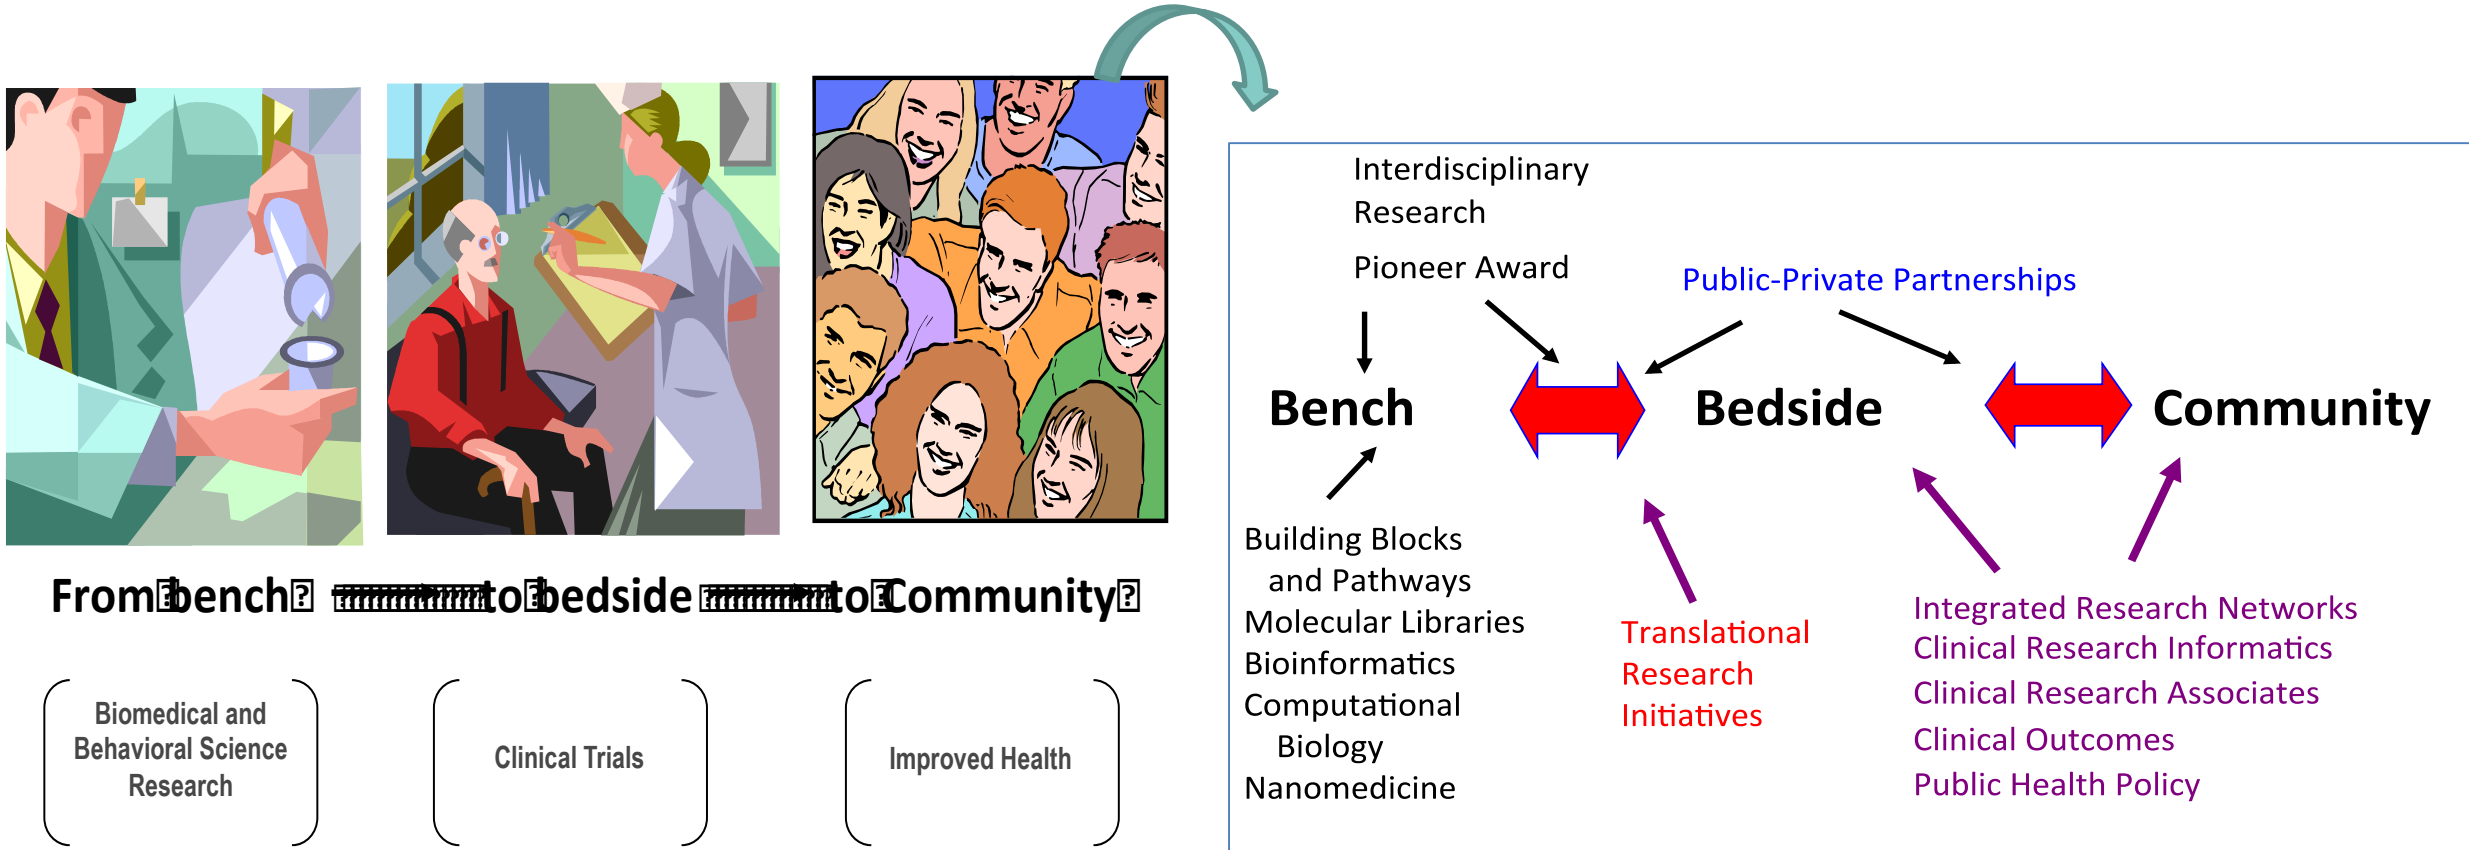 From bench to bedside to Community
Biomedical and
Behavioral Science
Research
Clinical Trials
Improved Health
Interdisciplinary
Research
Pioneer Award
Public-Private Partnerships
Bench
Bedside
Community
Building Blocks
and Pathways
Molecular Libraries
Bioinformatics
Computational
Biology
Nanomedicine
Translational
Research
Initiatives
Integrated Research Networks
Clinical Research Informatics
Clinical Research Associates
Clinical Outcomes
Public Health Policy